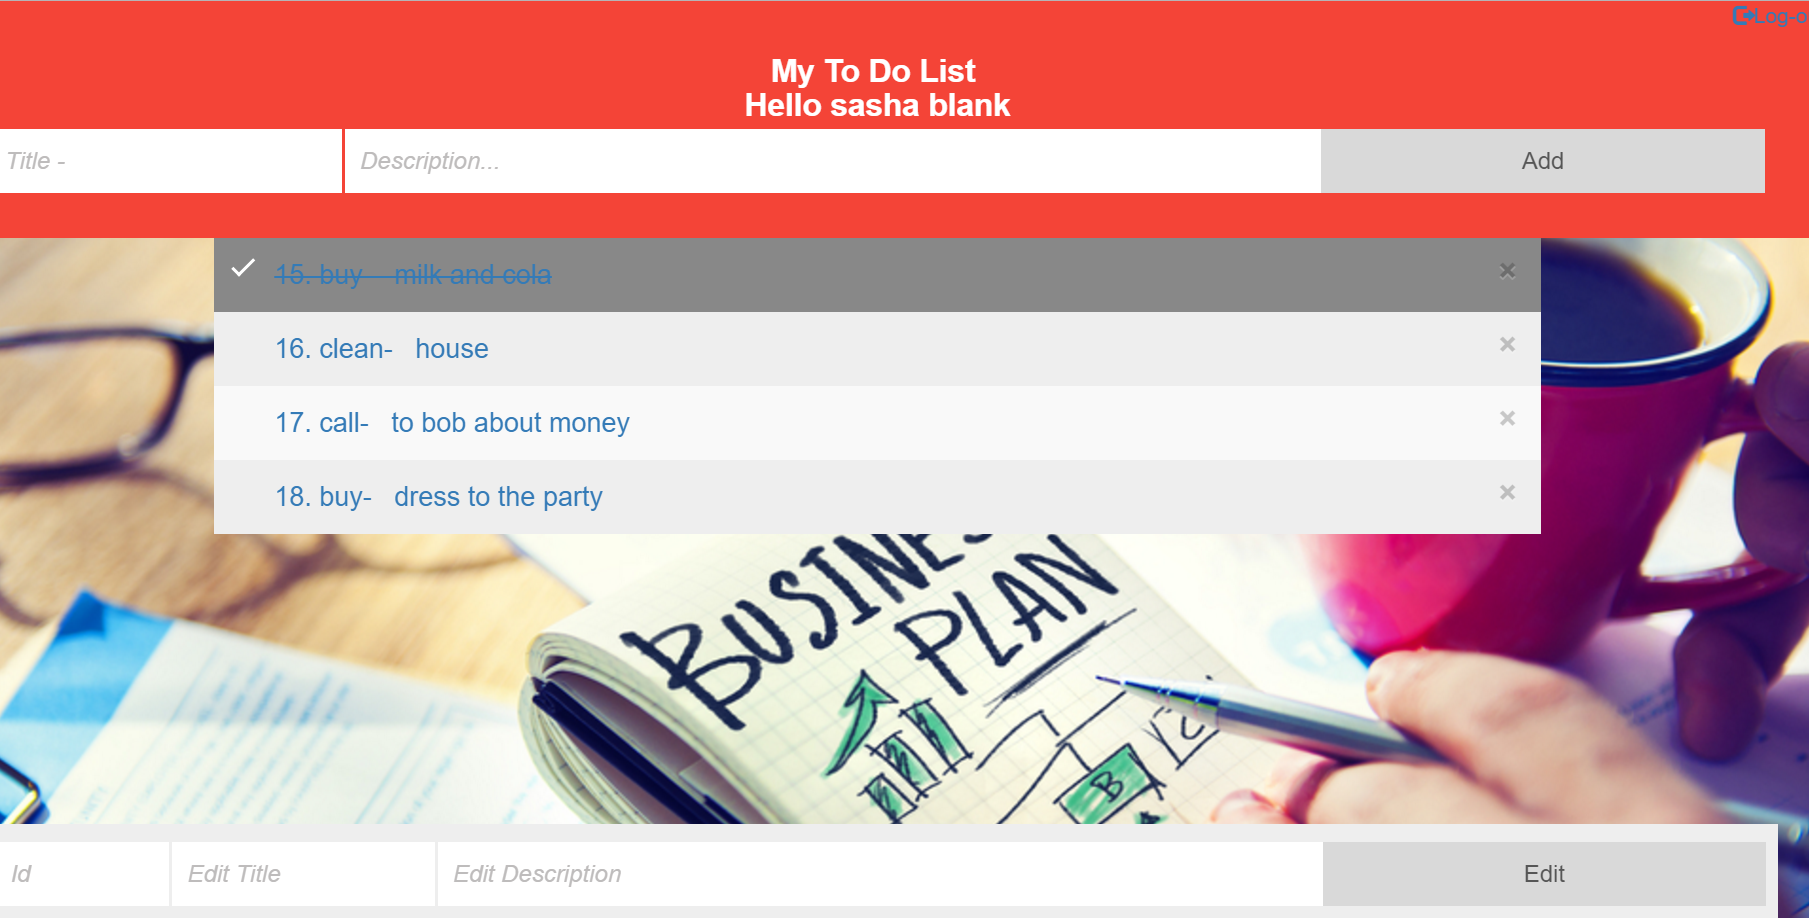 Log-o
My To Do List
Hello sasha blank
Title -
Description...
Add
15. buy-   milk and cola
16. clean-   house
17. call-   to bob about money
18. buy-   dress to the party
BUSINES
PLAN
B
Id
Edit Title
Edit Description
Edit